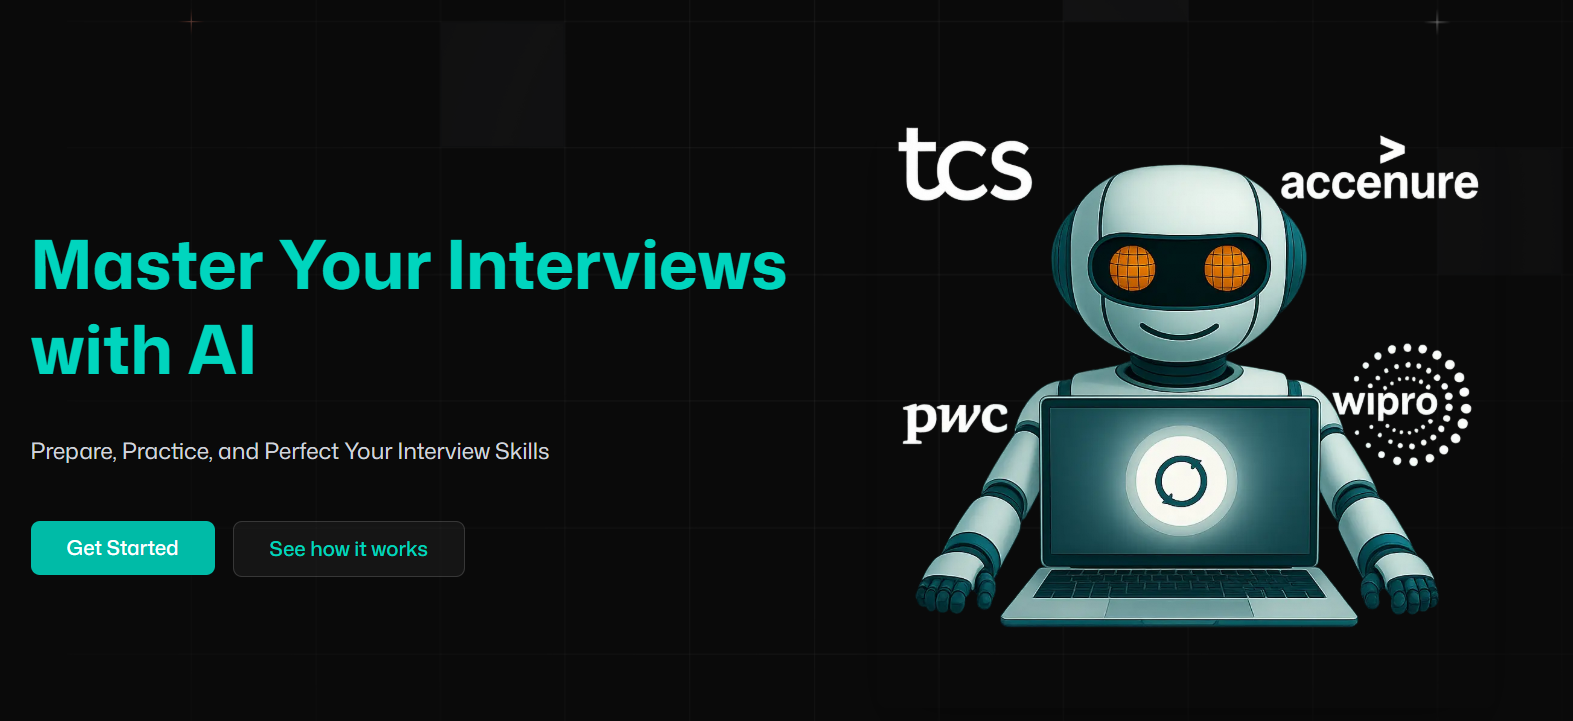 tcs
accenure
Master Your Interviews
with AI
pwc
wipro
Prepare, Practice, and Perfect Your Interview Skills
Get Started
See how it works